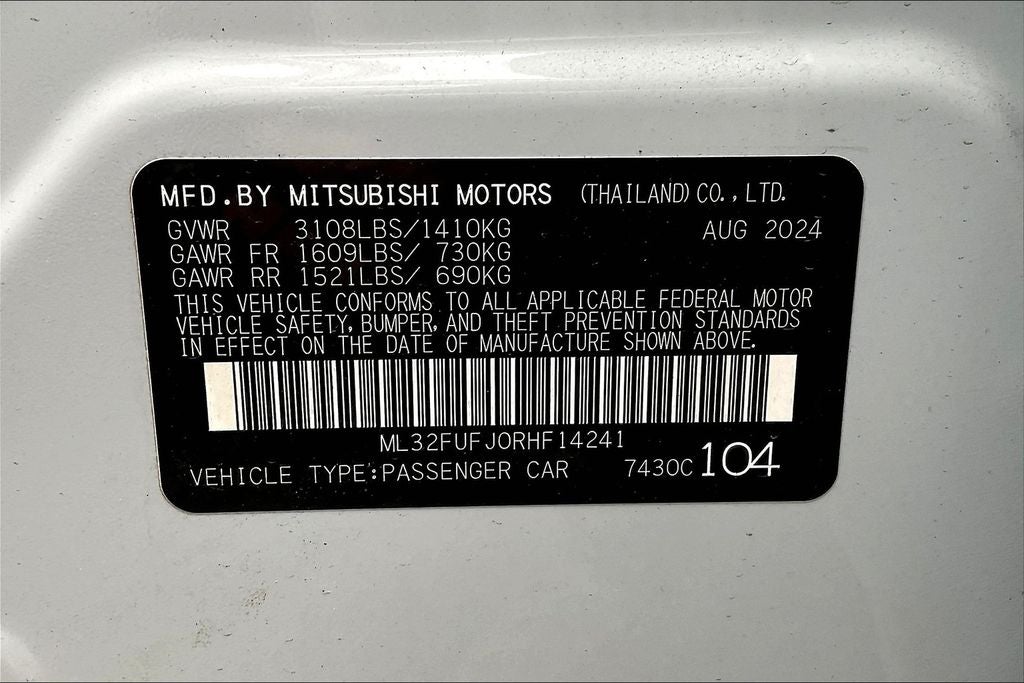 MFD.BY MITSUBISHI MOTORS (THAILAND) CO.,LTD.
GVWR 3108LBS/1410KG AUG 2024
GAWR FR 1609LBS/ 730KG
GAWR RR 1521LBS/ 690KG
THIS VEHICLE CONFORMS TO ALL APPLICABLE FEDERAL MOTOR
VEHICLE SAFETY, BUMPER, AND THEFT PREVENTION STANDARDS
IN EFFECT ON THE DATE OF MANUFACTURE SHOWN ABOVE.
ML32FUFJ0RHF14241
VEHICLE TYPE:PASSENGER CAR 7430C 104